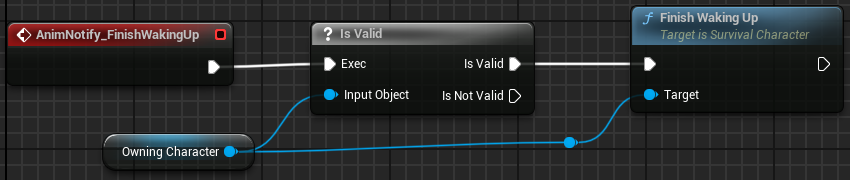 AnimNotify_FinishWakingUp
? Is Valid
Exec
Is Valid
Input Object
Is Not Valid
Owning Character
f Finish Waking Up
Target is Survival Character
Target